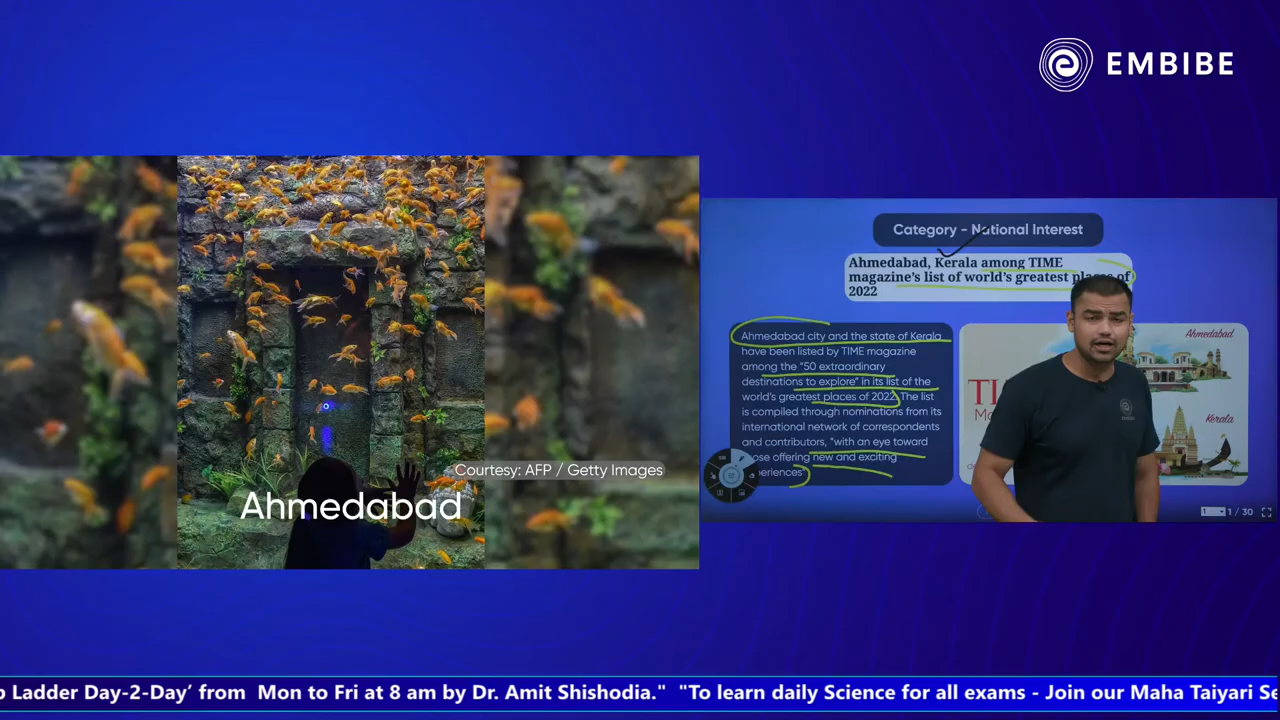 EMBIBE
Category - National Interest
Ahmedabad, Kerala among TIME
magazine's list of world's greatest places of
2022
Ahmedabad city and the state of Kerala
have been listed by TIME magazine
among the "50 extraordinary
destinations to explore" in its list of the
world's greatest places of 2022. The list
is compiled through nominations from its
international network of correspondents
and contributors, "with an eye toward
new and exciting
Ahmedabad
Kerala
Courtesy: AFP / Getty Images
Ahmedabad
1 1 / 30
Ladder Day-2-Day' from Mon to Fri at 8 am by Dr. Amit Shishodia." "To learn daily Science for all exams - Join our Maha Taiyari